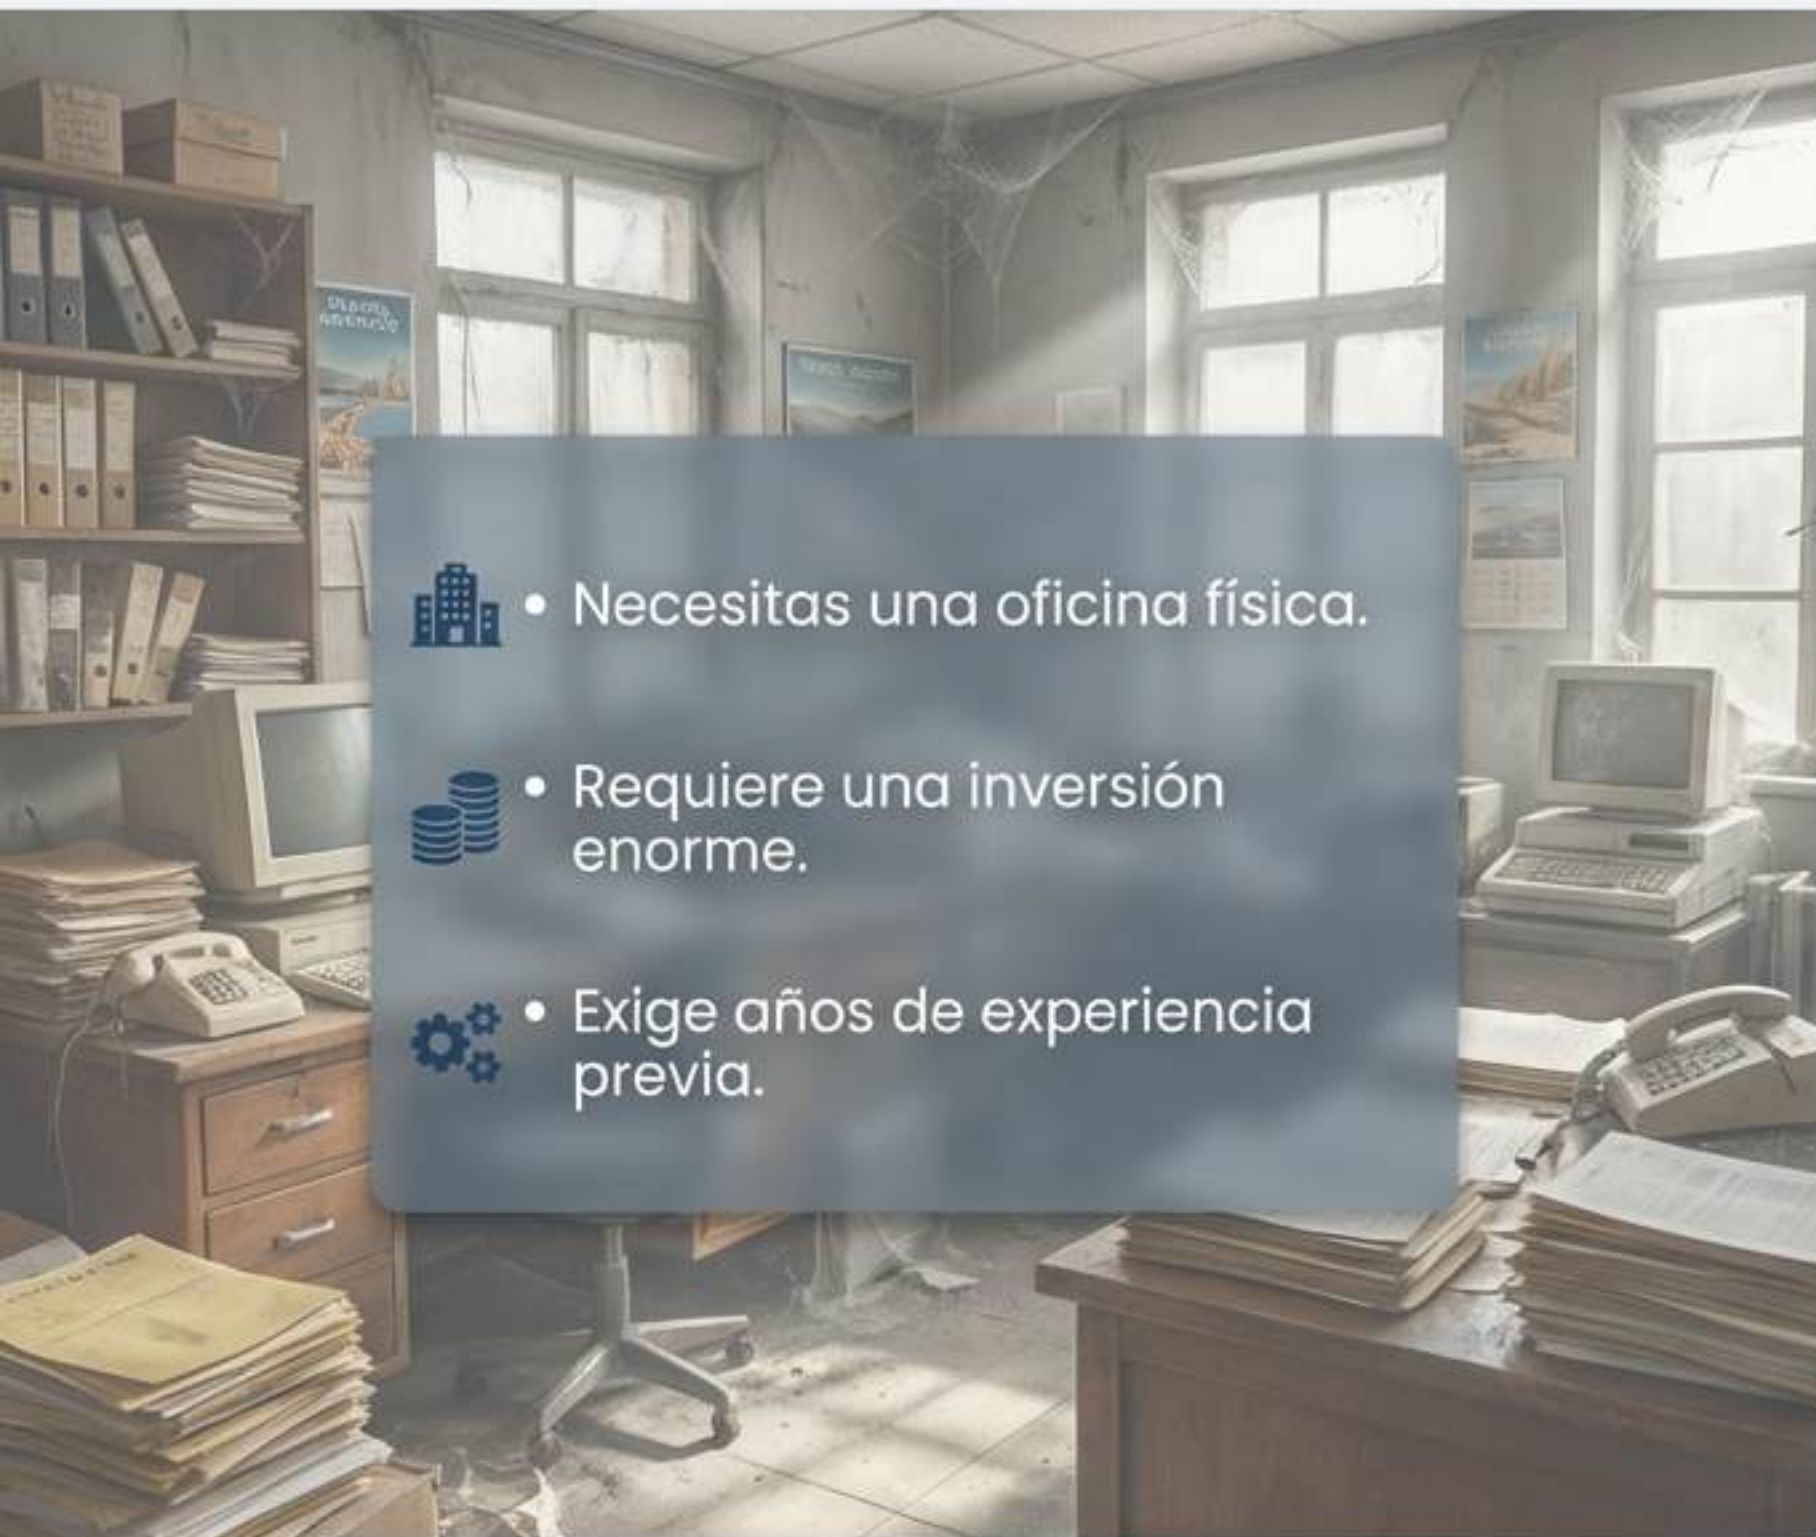 • Necesitas una oficina física.
• Requiere una inversión
enorme.
• Exige años de experiencia
previa.